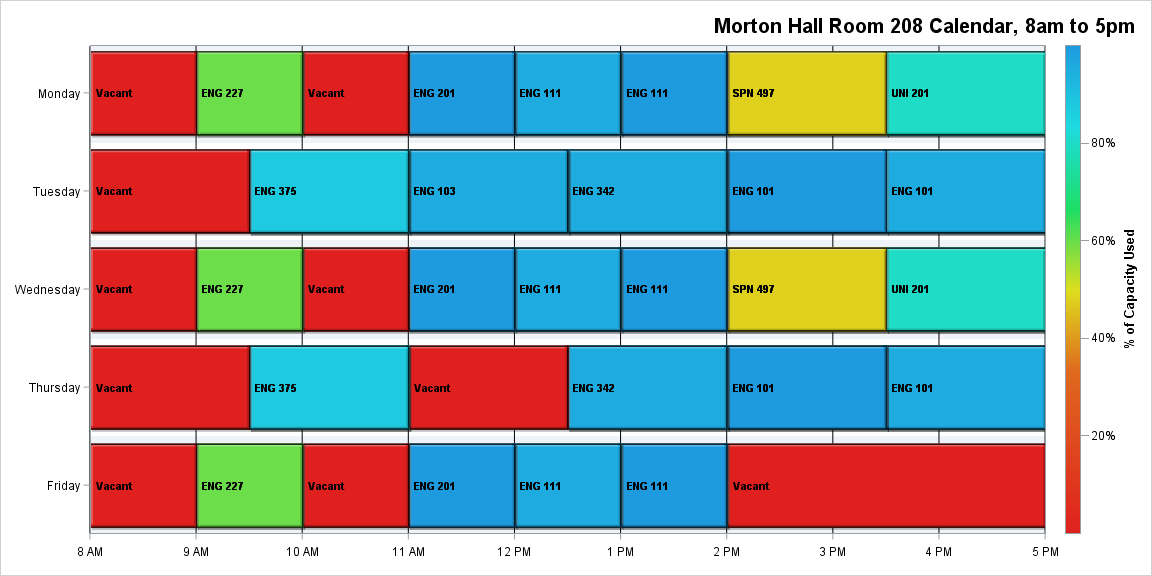 Morton Hall Room 208 Calendar, 8am to 5pm
Monday
Vacant
ENG 227
Vacant
ENG 201
ENG 111
ENG 111
SPN 497
UNI 201
Tuesday
Vacant
ENG 375
ENG 103
ENG 342
ENG 101
ENG 101
Wednesday
Vacant
ENG 227
Vacant
ENG 201
ENG 111
ENG 111
SPN 497
UNI 201
Thursday
Vacant
ENG 375
Vacant
ENG 342
ENG 101
ENG 101
Friday
Vacant
ENG 227
Vacant
ENG 201
ENG 111
ENG 111
Vacant
8 AM
9 AM
10 AM
11 AM
12 PM
1 PM
2 PM
3 PM
4 PM
5 PM
80%
60%
40%
20%
% of Capacity Used